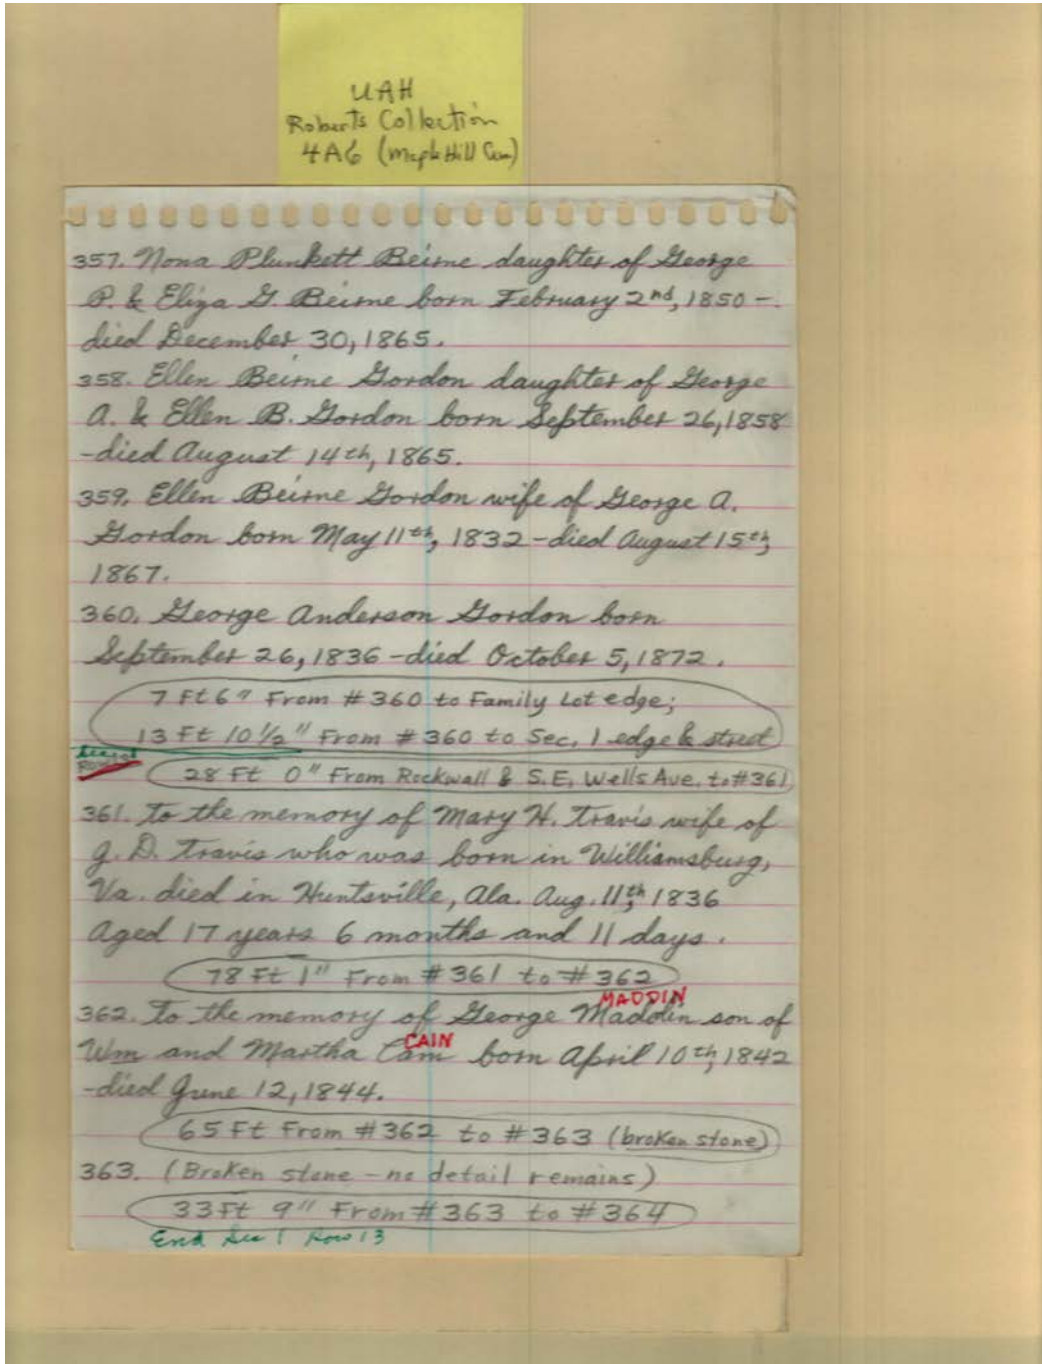 UAH
Roberts Collection
4A6 (Maple Hill Cem)
357. Nona Plunkett Beirne daughter of George
P. & Eliza G. Beirne born February 2nd, 1850 -
died December 30, 1865.
358. Ellen Beirne Gordon daughter of George
A. & Ellen B. Gordon born September 26, 1858
-died August 14th, 1865.
359. Ellen Beirne Gordon wife of George A.
Gordon born May 11th, 1832 - died August 15th,
1867.
360. George Anderson Gordon born
September 26, 1836 - died October 5, 1872.
7 Ft 6" From #360 to Family Lot edge;
13 Ft 10 1/2" From #360 to Sec. 1 edge & street
28 Ft 0" From Rockwall & S.E. Wells Ave. to #361
361. To the memory of Mary H. Travis wife of
J. D. Travis who was born in Williamsburg,
Va. died in Huntsville, Ala. Aug. 11th, 1836
Aged 17 years 6 months and 11 days.
78 Ft 1" From #361 to #362
MADDIN
362. To the memory of George Maddin son of
CAIN
Wm and Martha Cain born April 10th, 1842
-died June 12, 1844.
65 Ft From #362 to #363 (broken stone)
363. (Broken stone - no detail remains)
33 Ft 9" From #363 to #364
End Sec 1 Row 13